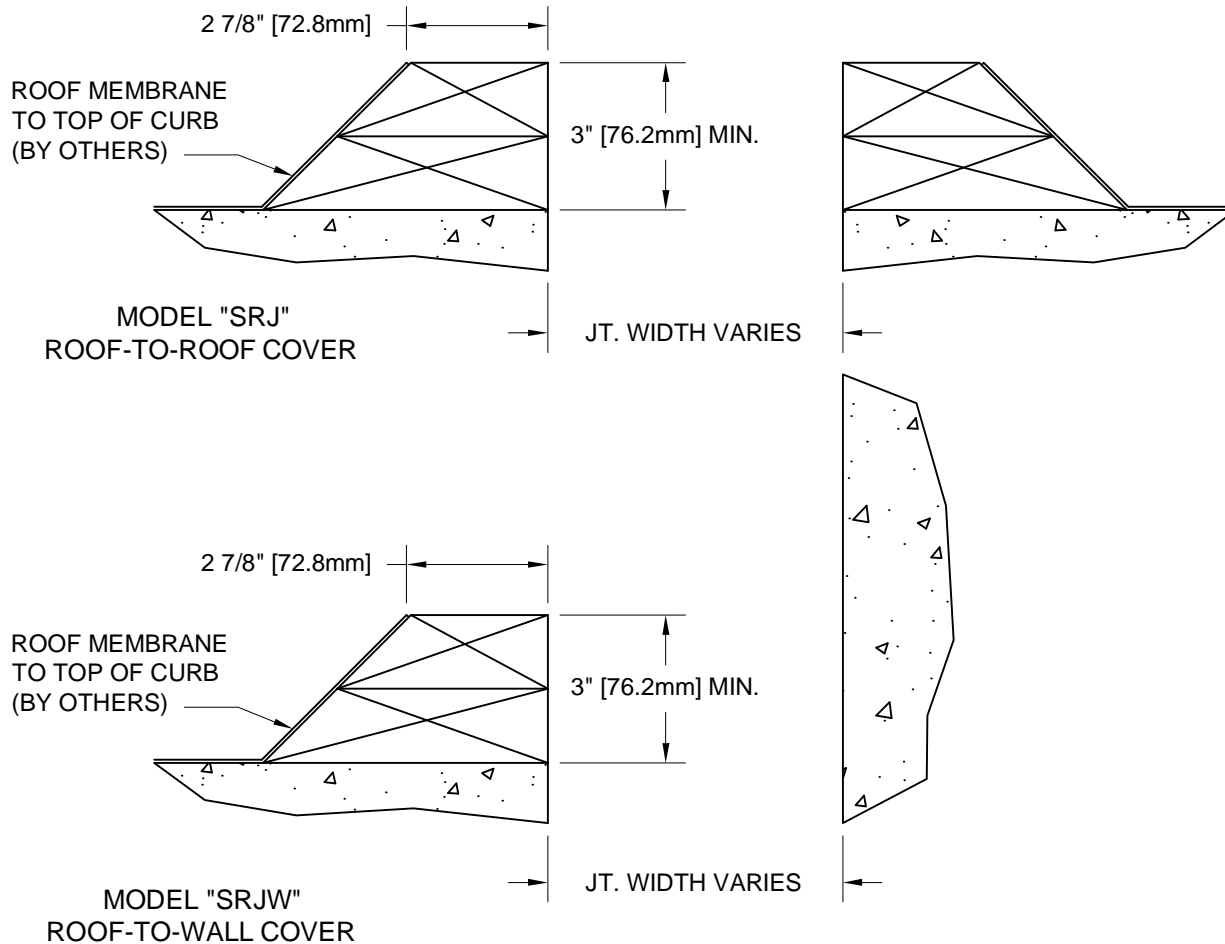 2 7/8" [72.8mm]
ROOF MEMBRANE
TO TOP OF CURB
(BY OTHERS)
3" [76.2mm] MIN.
MODEL "SRJ"
ROOF-TO-ROOF COVER
JT. WIDTH VARIES
2 7/8" [72.8mm]
ROOF MEMBRANE
TO TOP OF CURB
(BY OTHERS)
3" [76.2mm] MIN.
JT. WIDTH VARIES
MODEL "SRJW"
ROOF-TO-WALL COVER